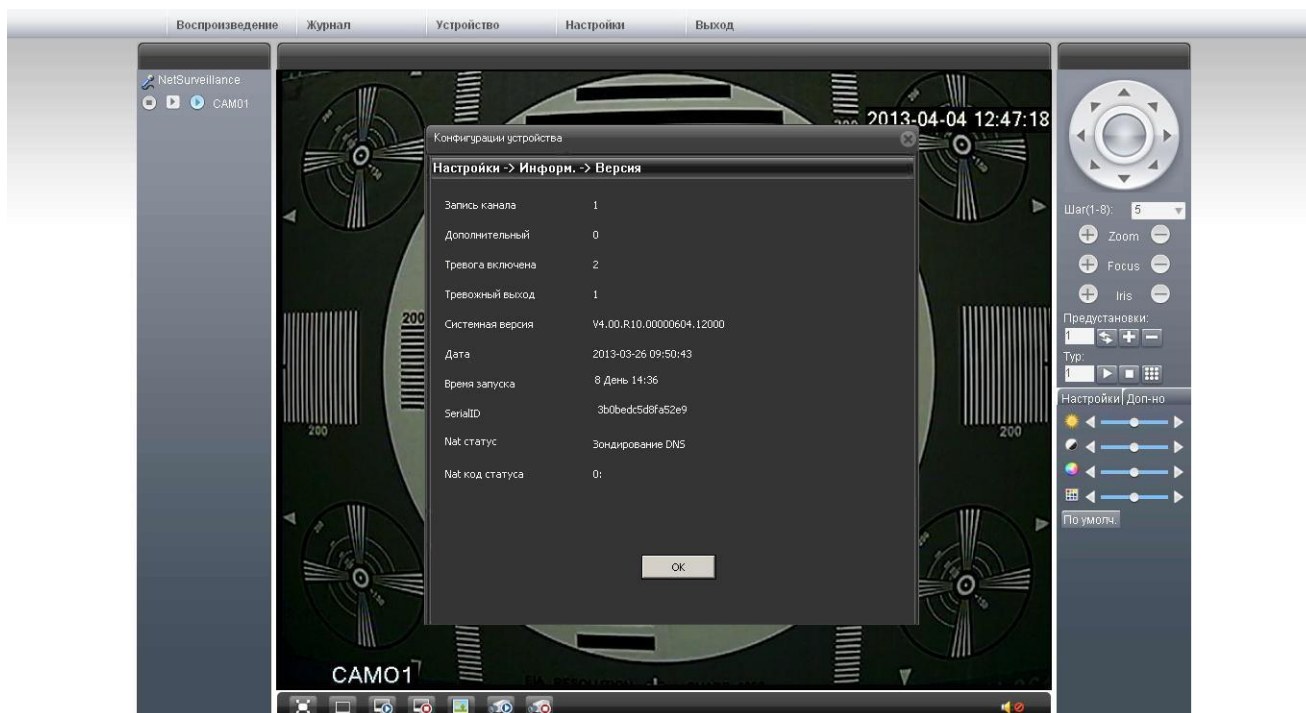 Воспроизведение Журнал Устройство Настройки Выход
NetSurveillance
CAM01
2013-04-04 12:47:18
Конфигурации устройства
Настройки -> Информ. -> Версия
Запись канала 1
Дополнительный 0
Тревога включена 2
Тревожный выход 1
Системная версия V4.00.R10.00000604.12000
Дата 2013-03-26 09:50:43
Время запуска 8 День 14:36
SerialID 3b0bedc5d8fa52e9
Nat статус Зондирование DNS
Nat код статуса 0:
OK
200
200
200
CAM01
Шаг(1-8): 5
Zoom
Focus
Iris
Предустановки:
1
Тур:
1
Настройки Доп-но
По умолч.